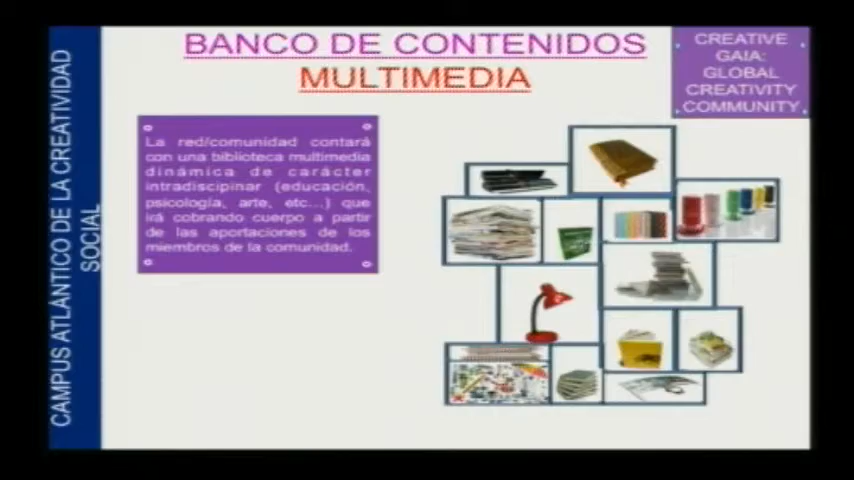 BANCO DE CONTENIDOS
MULTIMEDIA
CREATIVE
GAIA:
GLOBAL
CREATIVITY
COMMUNITY
La red/comunidad contará
con una biblioteca multimedia
dinámica de carácter
intradiscipinar (educación,
psicología, arte, etc...) que
irá cobrando cuerpo a partir
de las aportaciones de los
miembros de la comunidad.
CAMPUS ATLÁNTICO DE LA CREATIVIDAD
SOCIAL